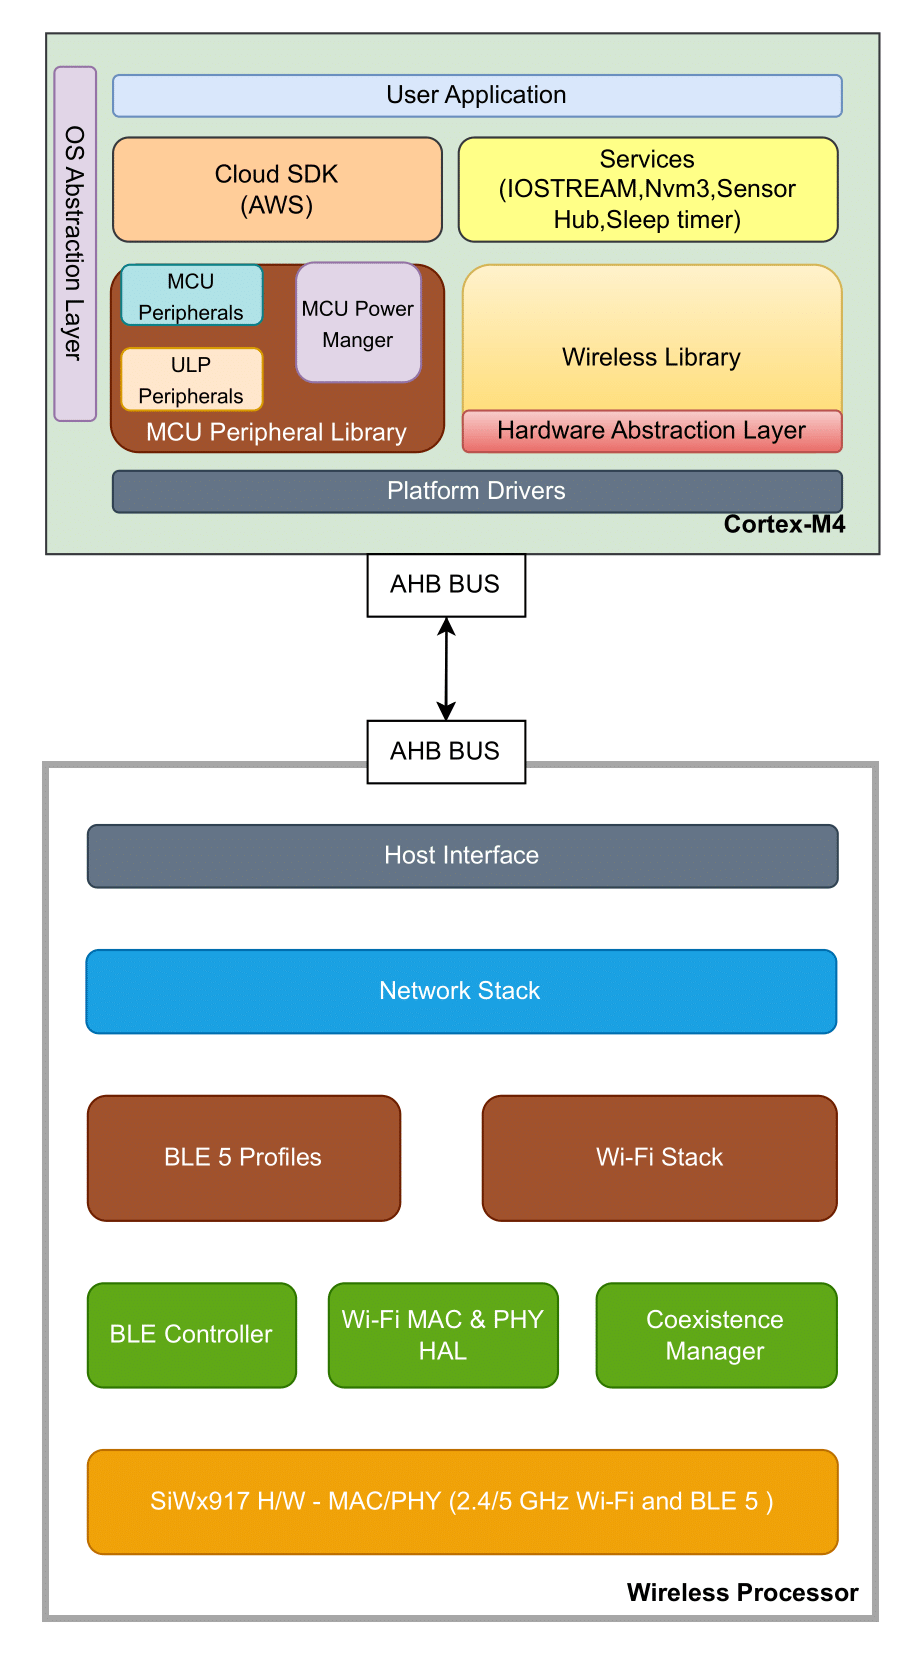 OS Abstraction Layer
User Application
Cloud SDK
(AWS)
Services
(IOSTREAM,Nvm3,Sensor
Hub,Sleep timer)
MCU
Peripherals
MCU Power
Manger
ULP
Peripherals
MCU Peripheral Library
Wireless Library
Hardware Abstraction Layer
Platform Drivers
Cortex-M4
AHB BUS
AHB BUS
Host Interface
Network Stack
BLE 5 Profiles
Wi-Fi Stack
BLE Controller
Wi-Fi MAC & PHY
HAL
Coexistence
Manager
SiWx917 H/W - MAC/PHY (2.4/5 GHz Wi-Fi and BLE 5 )
Wireless Processor